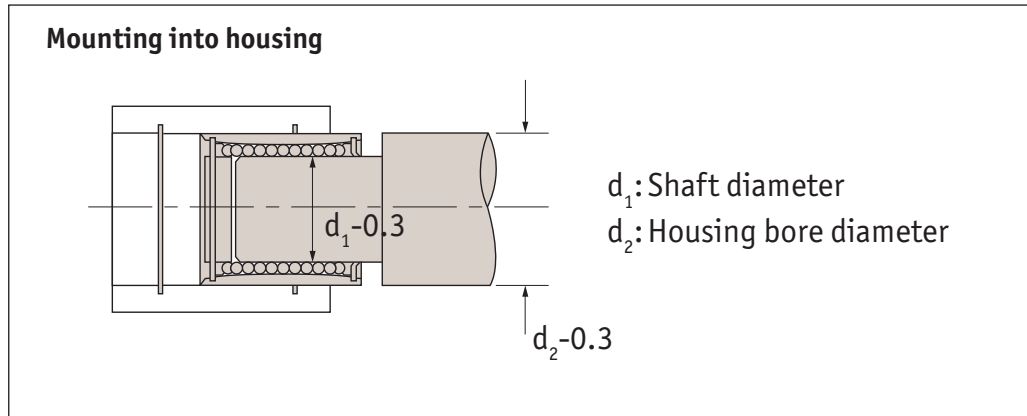 Mounting into housing
d₁-0.3
d₁: Shaft diameter
d₂: Housing bore diameter
d₂-0.3